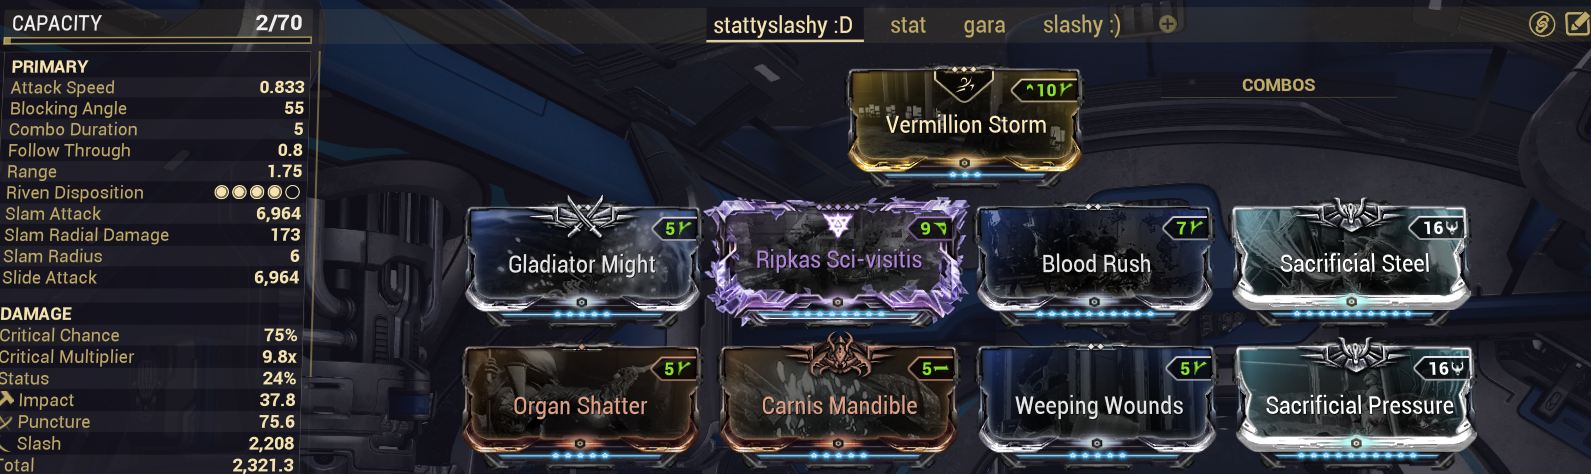 CAPACITY 2/70
stattyslashy :D stat gara slashy :)
PRIMARY
Attack Speed 0.833
Blocking Angle 55
Combo Duration 5
Follow Through 0.8
Range 1.75
Riven Disposition
Slam Attack 6,964
Slam Radial Damage 173
Slam Radius 6
Slide Attack 6,964
DAMAGE
Critical Chance 75%
Critical Multiplier 9.8x
Status 24%
Impact 37.8
Puncture 75.6
Slash 2,208
Total 2,321.3
10
Vermillion Storm
COMBOS
5
Gladiator Might
9
Ripkas Sci-visitis
7
Blood Rush
16
Sacrificial Steel
5
Organ Shatter
5
Carnis Mandible
5
Weeping Wounds
16
Sacrificial Pressure